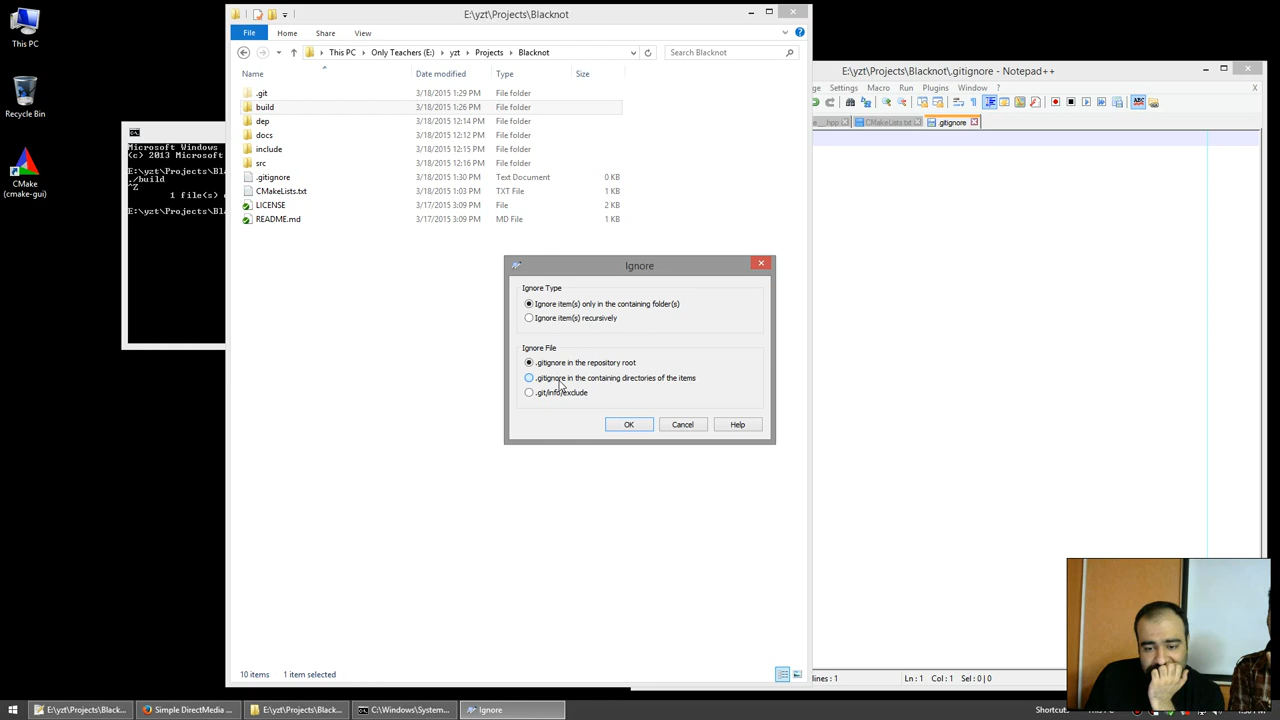 This PC
Recycle Bin
CMake
(cmake-gui)
Microsoft Windows
(c) 2013 Microsoft
E:\yzt\Projects\Bla
./build
^Z
1 file(s)
E:\yzt\Projects\Bla
E:\yzt\Projects\Blacknot
File Home Share View
This PC Only Teachers (E:) yzt Projects Blacknot
Search Blacknot
Name Date modified Type Size
.git 3/18/2015 1:29 PM File folder
build 3/18/2015 1:26 PM File folder
dep 3/18/2015 12:14 PM File folder
docs 3/18/2015 12:12 PM File folder
include 3/18/2015 12:16 PM File folder
src 3/18/2015 12:16 PM File folder
.gitignore 3/18/2015 1:30 PM Text Document 0 KB
CMakeLists.txt 3/18/2015 1:03 PM TXT File 1 KB
LICENSE 3/17/2015 3:09 PM File 2 KB
README.md 3/17/2015 3:09 PM MD File 1 KB
10 items 1 item selected
Ignore
Ignore Type
Ignore item(s) only in the containing folder(s)
Ignore item(s) recursively
Ignore File
.gitignore in the repository root
.gitignore in the containing directories of the items
.git/info/exclude
OK Cancel Help
E:\yzt\Projects\Blacknot\.gitignore - Notepad++
Settings Macro Run Plugins Window ? X
.hpp CMakeLists.txt .gitignore
lines : 1 Ln : 1 Col : 1 Sel : 0 | 0
E:\yzt\Projects\Black... Simple DirectMedia ... E:\yzt\Projects\Black... C:\Windows\System... Ignore